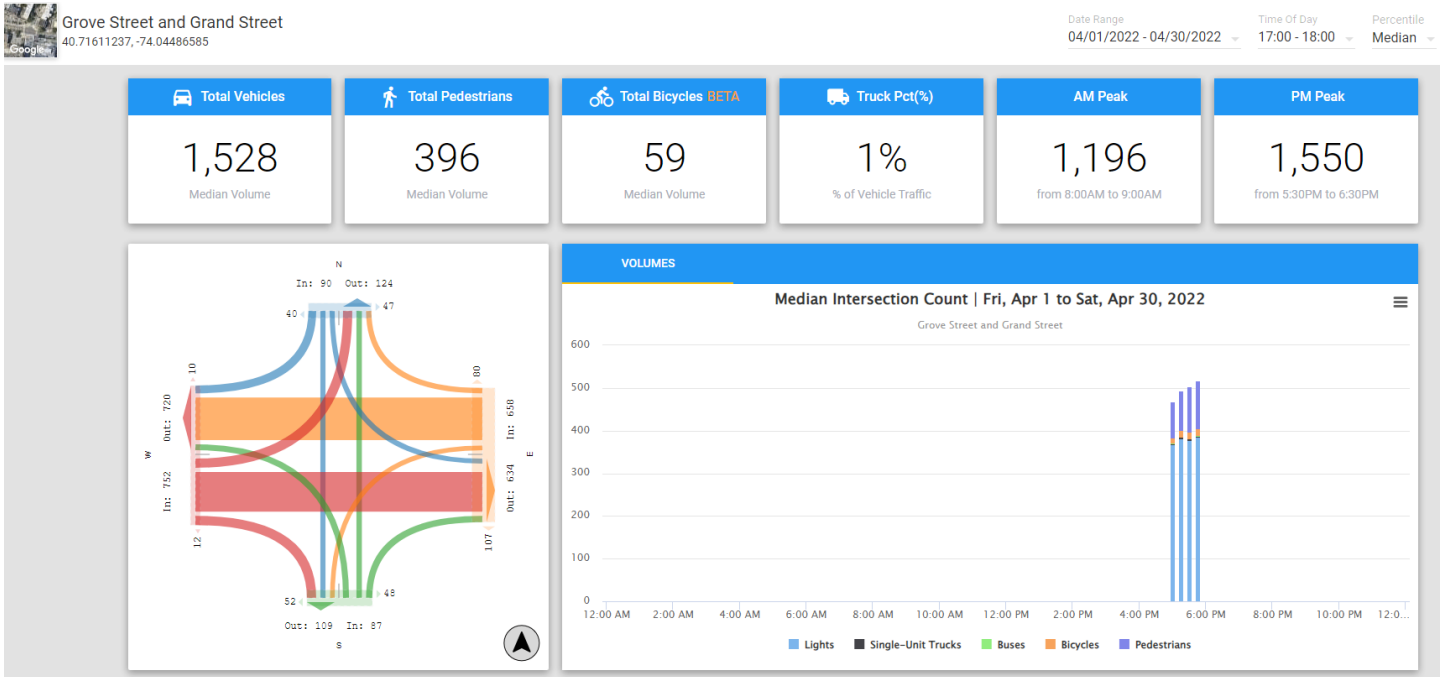 Grove Street and Grand Street
40.71611237, -74.04486585
Google
Date Range
04/01/2022 - 04/30/2022
Time Of Day
17:00 - 18:00
Percentile
Median
Total Vehicles
1,528
Median Volume
Total Pedestrians
396
Median Volume
Total Bicycles BETA
59
Median Volume
Truck Pct(%)
1%
% of Vehicle Traffic
AM Peak
1,196
from 8:00AM to 9:00AM
PM Peak
1,550
from 5:30PM to 6:30PM
N
In: 90 Out: 124
40
47
10
80
Out: 720
In: 658
W
E
In: 752
Out: 634
12
107
52
48
Out: 109 In: 87
S
VOLUMES
Median Intersection Count | Fri, Apr 1 to Sat, Apr 30, 2022
Grove Street and Grand Street
600
500
400
300
200
100
0
12:00 AM 2:00 AM 4:00 AM 6:00 AM 8:00 AM 10:00 AM 12:00 PM 2:00 PM 4:00 PM 6:00 PM 8:00 PM 10:00 PM 12:0...
Lights Single-Unit Trucks Buses Bicycles Pedestrians